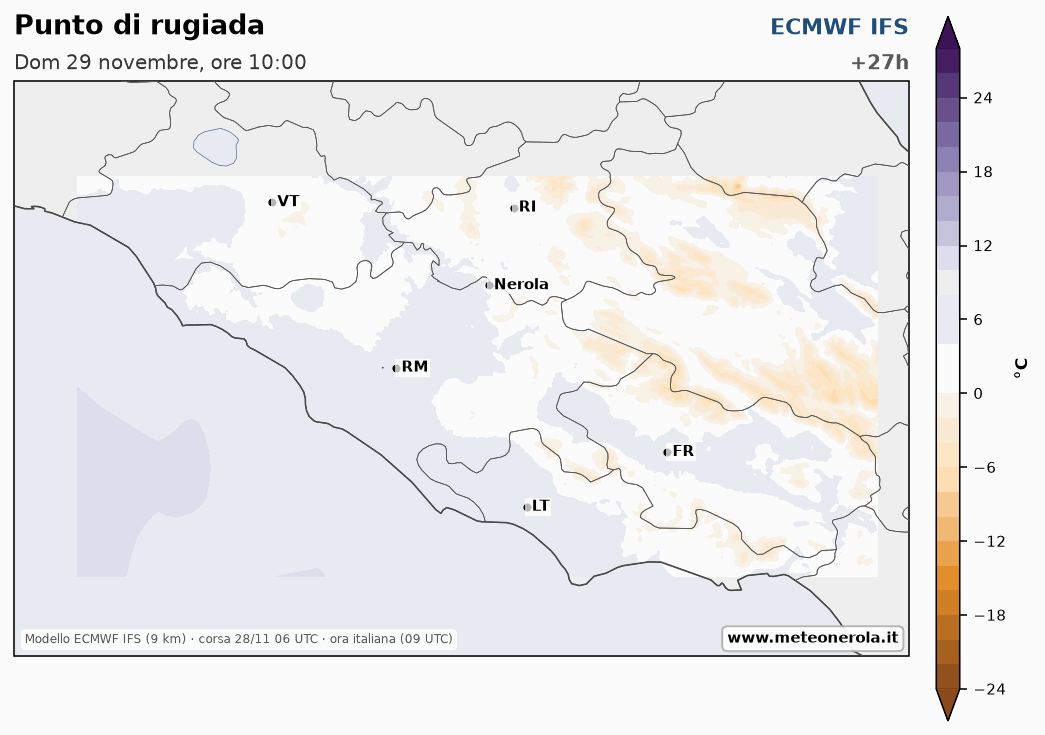 Punto di rugiada
ECMWF IFS
Dom 29 novembre, ore 10:00
+27h
VT
RI
Nerola
RM
FR
LT
24
18
12
6
0
−6
−12
−18
−24
°C
Modello ECMWF IFS (9 km) · corsa 28/11 06 UTC · ora italiana (09 UTC)
www.meteonerola.it